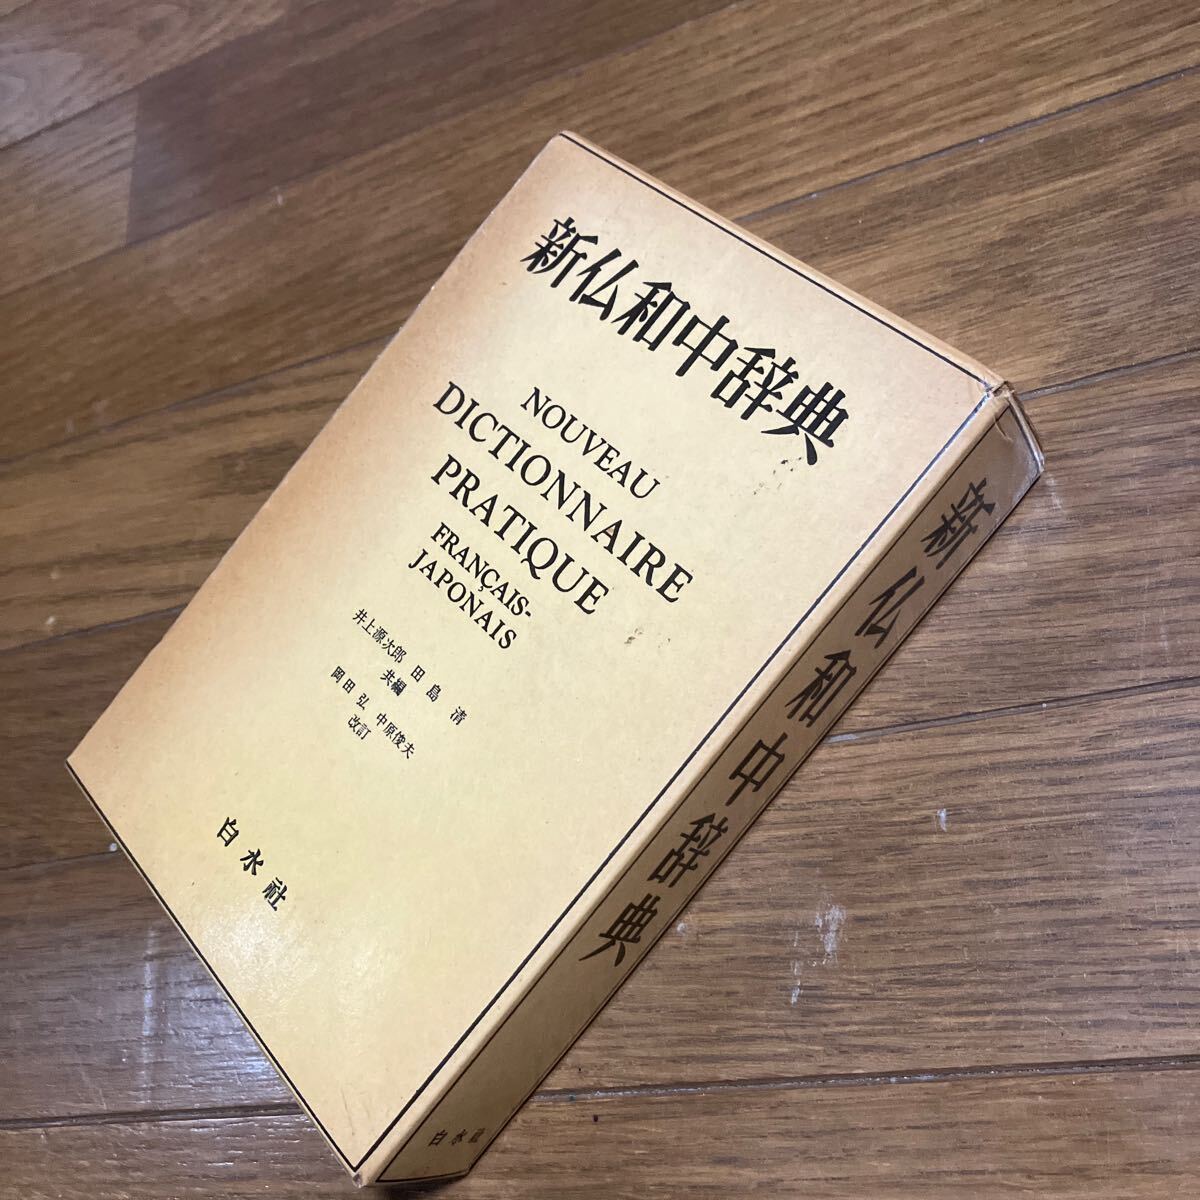 新仏和中辞典
NOUVEAU
DICTIONNAIRE
PRATIQUE
FRANÇAIS-
JAPONAIS
井上源次郎 田島 清
共編
岡田 弘 中原俊夫
改訂
白水社
新仏和中辞典
白水社